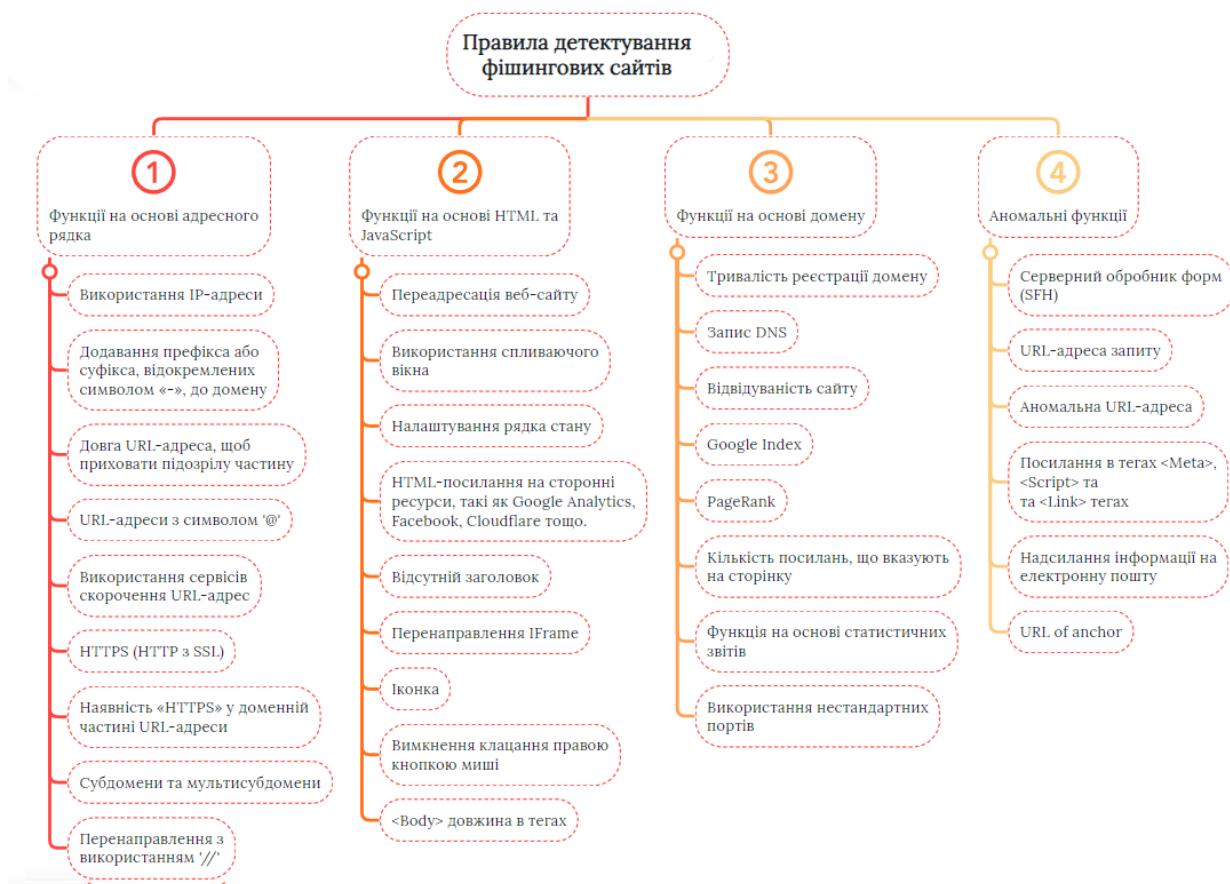 Правила детектування
фішингових сайтів
1
Функції на основі адресного
рядка
Використання IP-адреси
Додавання префікса або
суфікса, відокремлених
символом «-», до домену
Довга URL-адреса, щоб
приховати підозрілу частину
URL-адреси з символом '@'
Використання сервісів
скорочення URL-адрес
HTTPS (HTTP з SSL)
Наявність «HTTPS» у доменній
частині URL-адреси
Субдомени та мультисубдомени
Перенаправлення з
використанням '//'
2
Функції на основі HTML та
JavaScript
Переадресація веб-сайту
Використання спливаючого
вікна
Налаштування рядка стану
HTML-посилання на сторонні
ресурси, такі як Google Analytics,
Facebook, Cloudflare тощо.
Відсутній заголовок
Перенаправлення IFrame
Іконка
Вимкнення клацання правою
кнопкою миші
<Body> довжина в тегах
3
Функції на основі домену
Тривалість реєстрації домену
Запис DNS
Відвідуваність сайту
Google Index
PageRank
Кількість посилань, що вказують
на сторінку
Функція на основі статистичних
звітів
Використання нестандартних
портів
4
Аномальні функції
Серверний обробник форм
(SFH)
URL-адреса запиту
Аномальна URL-адреса
Посилання в тегах <Meta>,
<Script> та
та <Link> тегах
Надсилання інформації на
електронну пошту
URL of anchor